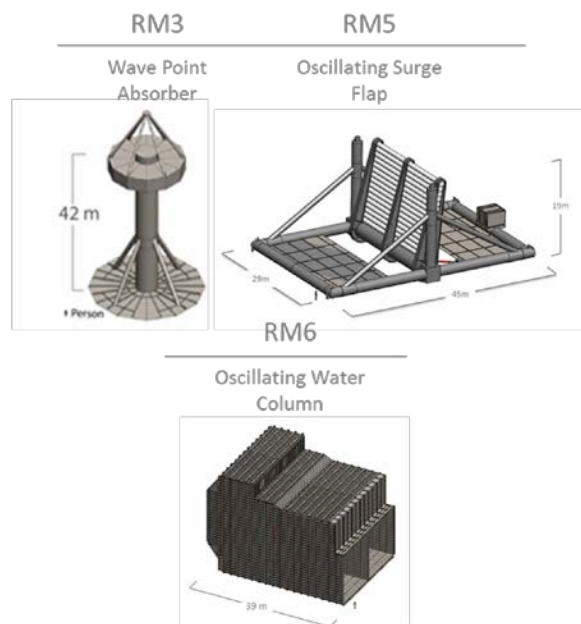 RM3
Wave Point
Absorber
42 m
Person
RM5
Oscillating Surge
Flap
29m
45m
19m
RM6
Oscillating Water
Column
39 m